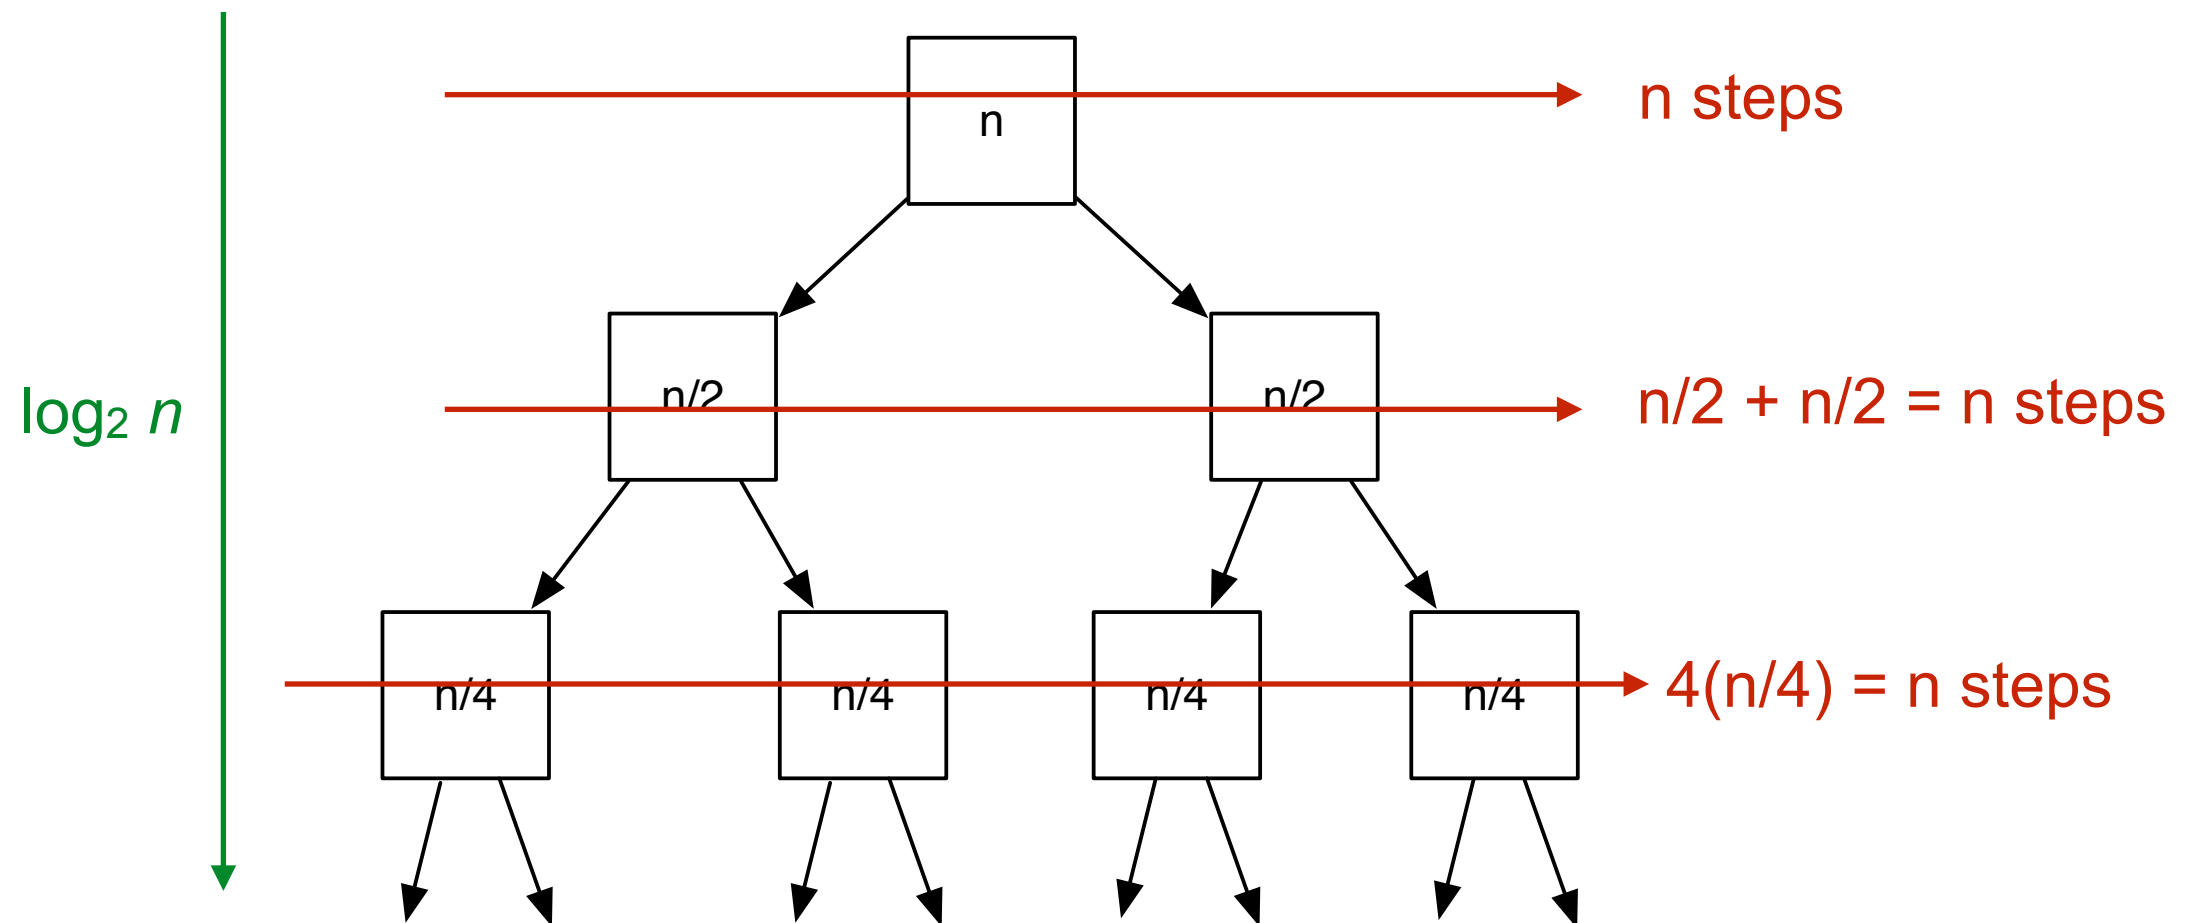 n steps
n
n/2
n/2
n/2 + n/2 = n steps
log₂ n
n/4
n/4
n/4
n/4
4(n/4) = n steps